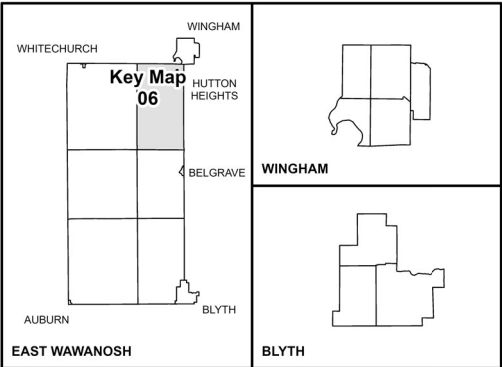 WINGHAM
WHITECHURCH
Key Map
06
HUTTON
HEIGHTS
BELGRAVE
BLYTH
AUBURN
EAST WAWANOSH
WINGHAM
BLYTH